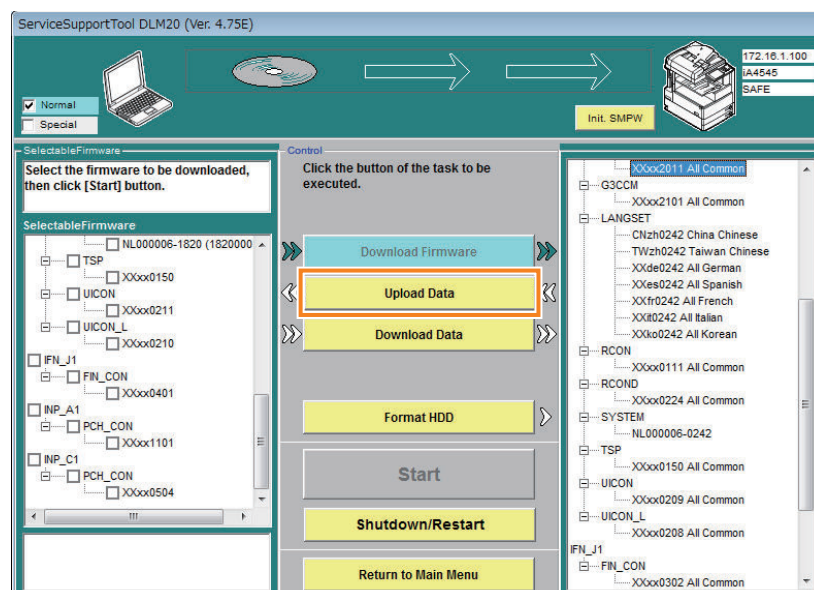 ServiceSupportTool DLM20 (Ver. 4.75E)
172.16.1.100
iA4545
SAFE
Normal
Special
Init. SMPW
SelectableFirmware
Select the firmware to be downloaded,
then click [Start] button.
SelectableFirmware
NL000006-1820 (1820000
TSP
XXxx0150
UICON
XXxx0211
UICON_L
XXxx0210
IFN_J1
FIN_CON
XXxx0401
INP_A1
PCH_CON
XXxx1101
INP_C1
PCH_CON
XXxx0504
Control
Click the button of the task to be
executed.
Download Firmware
Upload Data
Download Data
Format HDD
Start
Shutdown/Restart
Return to Main Menu
XXxx2011 All Common
G3CCM
XXxx2101 All Common
LANGSET
CNzh0242 China Chinese
TWzh0242 Taiwan Chinese
XXde0242 All German
XXes0242 All Spanish
XXfr0242 All French
XXit0242 All Italian
XXko0242 All Korean
RCON
XXxx0111 All Common
RCOND
XXxx0224 All Common
SYSTEM
NL000006-0242
TSP
XXxx0150 All Common
UICON
XXxx0209 All Common
UICON_L
XXxx0208 All Common
IFN_J1
FIN_CON
XXxx0302 All Common